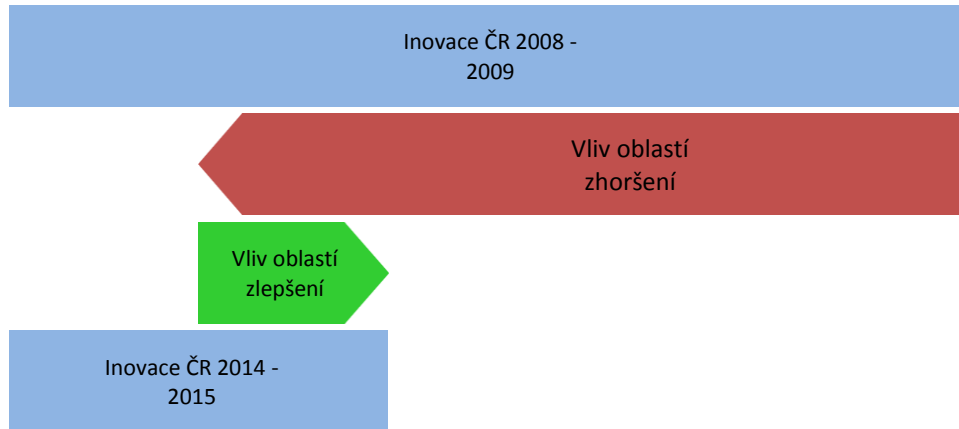 Inovace ČR 2008 -
2009
Vliv oblastí
zhoršení
Vliv oblastí
zlepšení
Inovace ČR 2014 -
2015